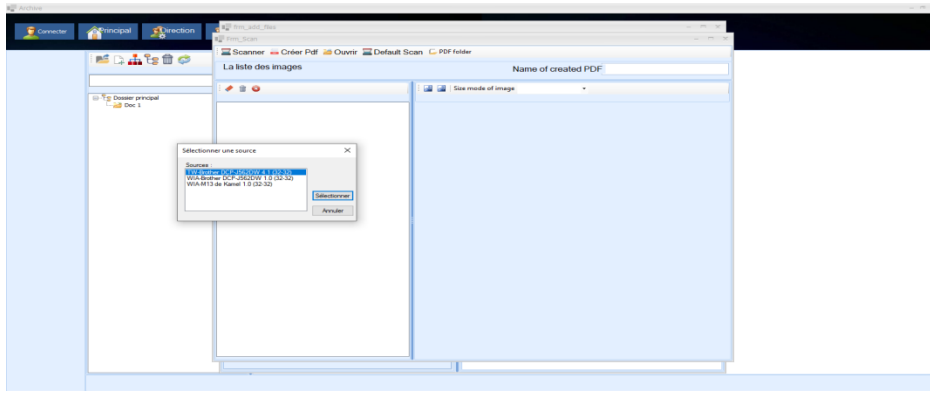 Archive
Connecter
Principal
Direction
frm_add_files
frm_Scan
Scanner
Créer Pdf
Ouvrir
Default Scan
PDF folder
La liste des images
Name of created PDF
Size mode of image
Dossier principal
Doc 1
Sélectionner une source
Sources :
TW-Brother DCP-J562DW 4.1 (32-32)
WIA-Brother DCP-J562DW 1.0 (32-32)
WIA-M13 de Kamel 1.0 (32-32)
Sélectionner
Annuler